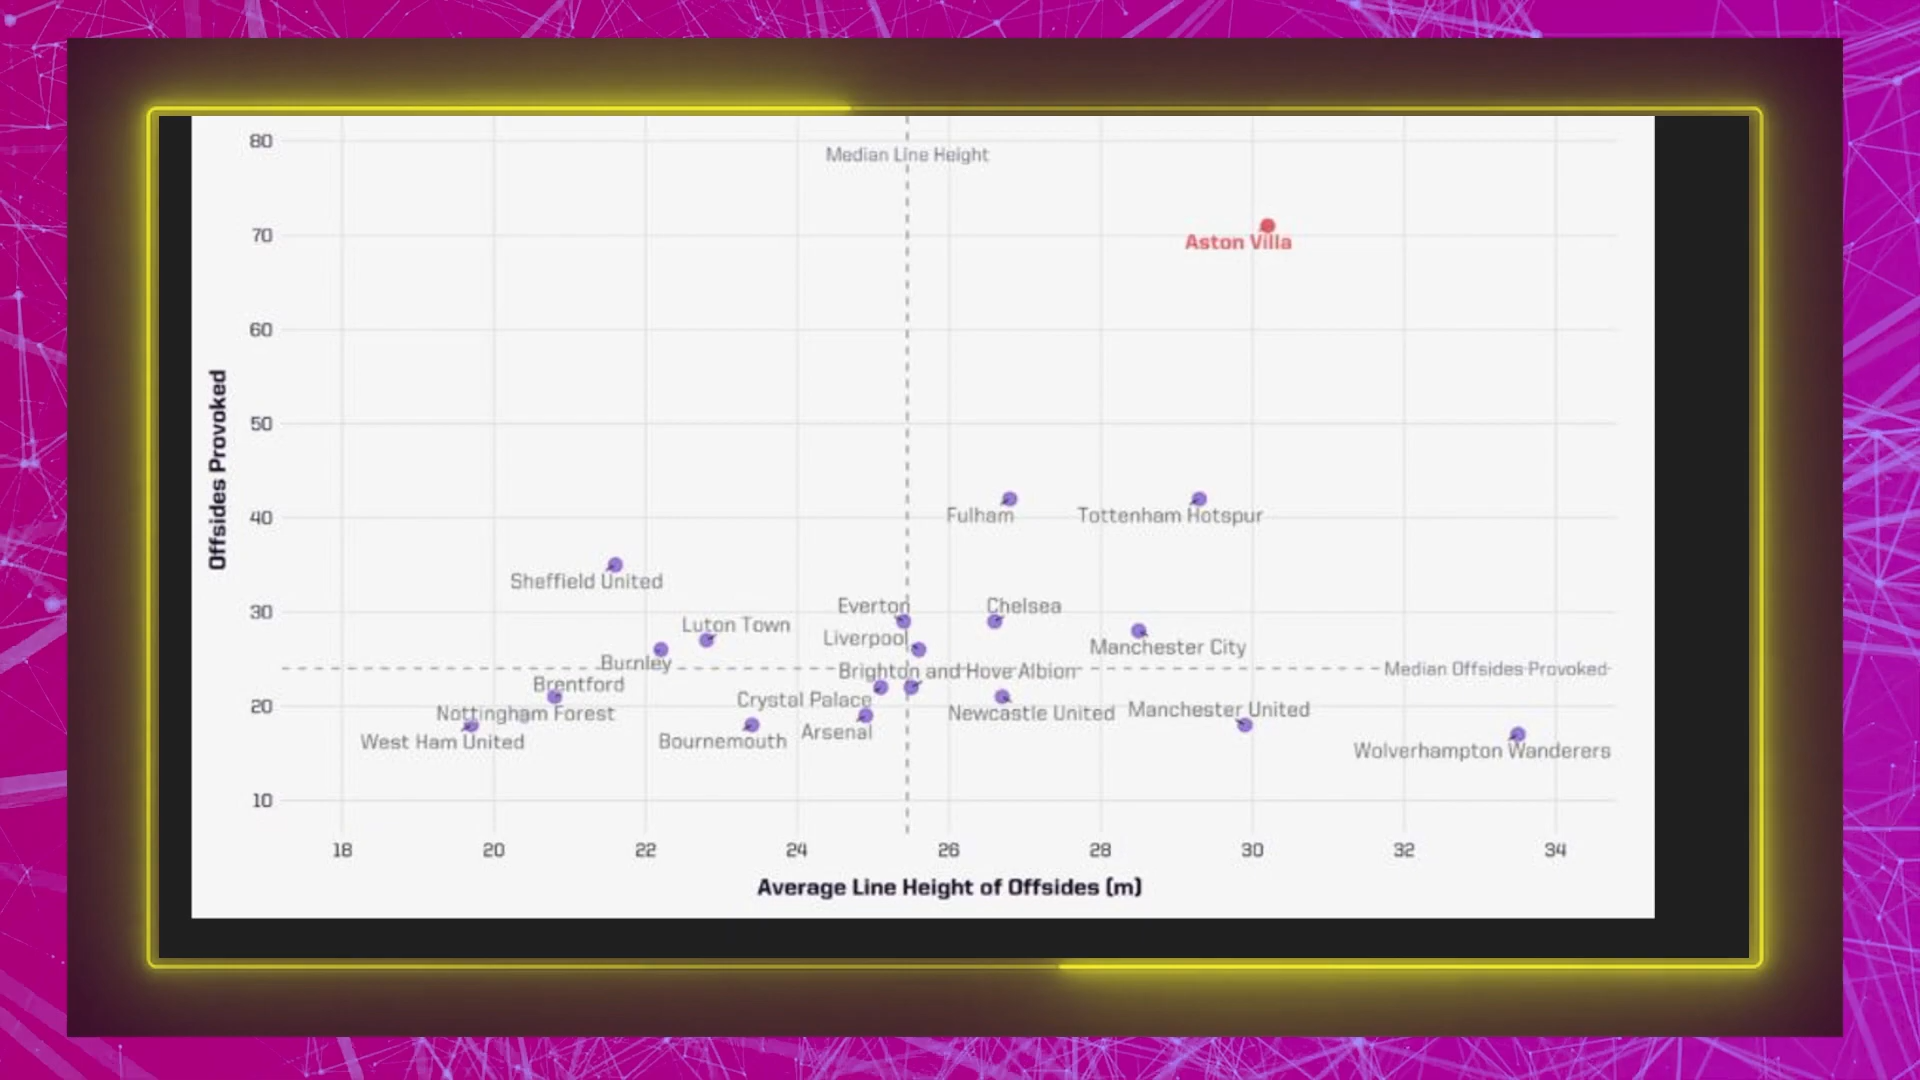 80
Median Line Height
70
Aston Villa
60
Offsides Provoked
50
40
Fulham
Tottenham Hotspur
Sheffield United
30
Everton
Chelsea
Luton Town
Liverpool
Manchester City
Burnley
Brighton and Hove Albion
Median Offsides Provoked
Brentford
Crystal Palace
20
Nottingham Forest
Newcastle United
Manchester United
West Ham United
Bournemouth
Arsenal
Wolverhampton Wanderers
10
18 20 22 24 26 28 30 32 34
Average Line Height of Offsides (m)